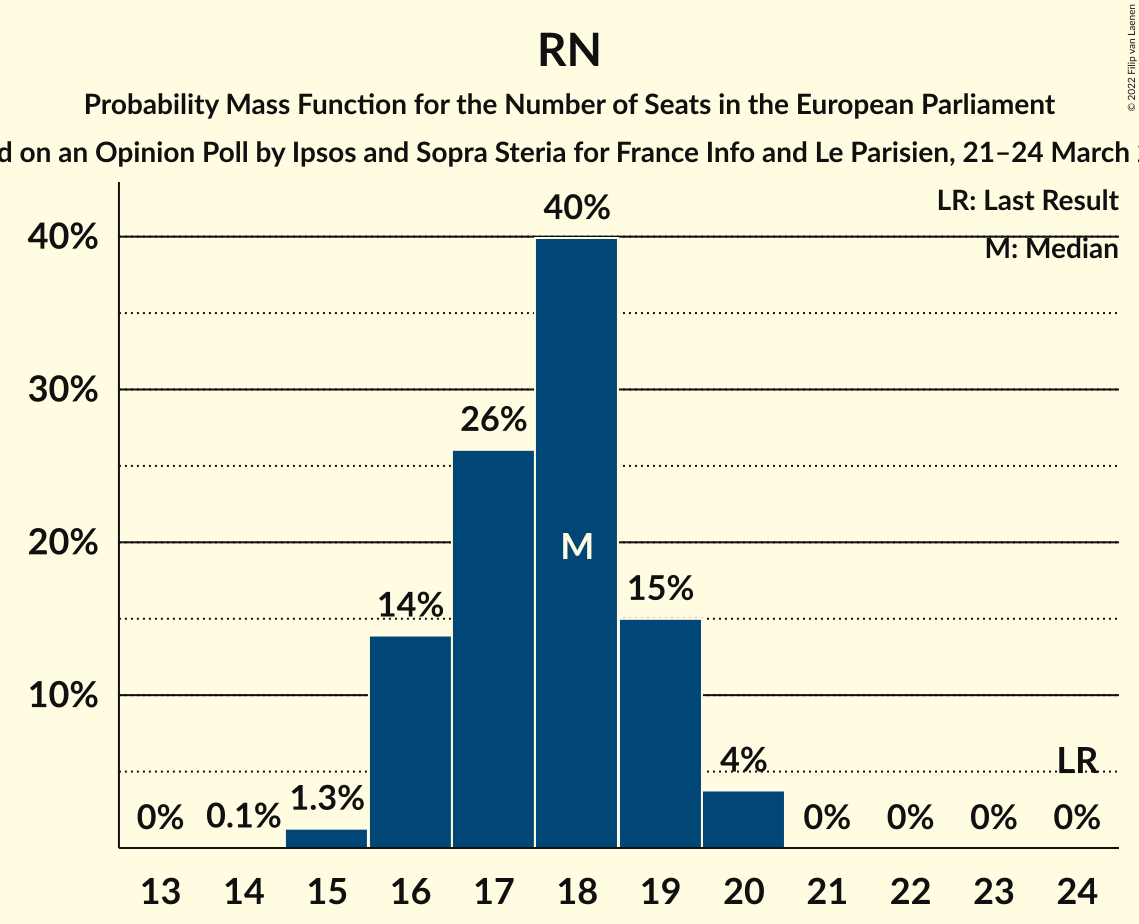 RN
Probability Mass Function for the Number of Seats in the European Parliament
d on an Opinion Poll by Ipsos and Sopra Steria for France Info and Le Parisien, 21–24 March
© 2022 Filip van Laenen
LR: Last Result
M: Median
40%
30%
20%
10%
0%
0.1%
1.3%
14%
26%
40%
M
15%
4%
0%
0%
0%
LR
0%
13 14 15 16 17 18 19 20 21 22 23 24